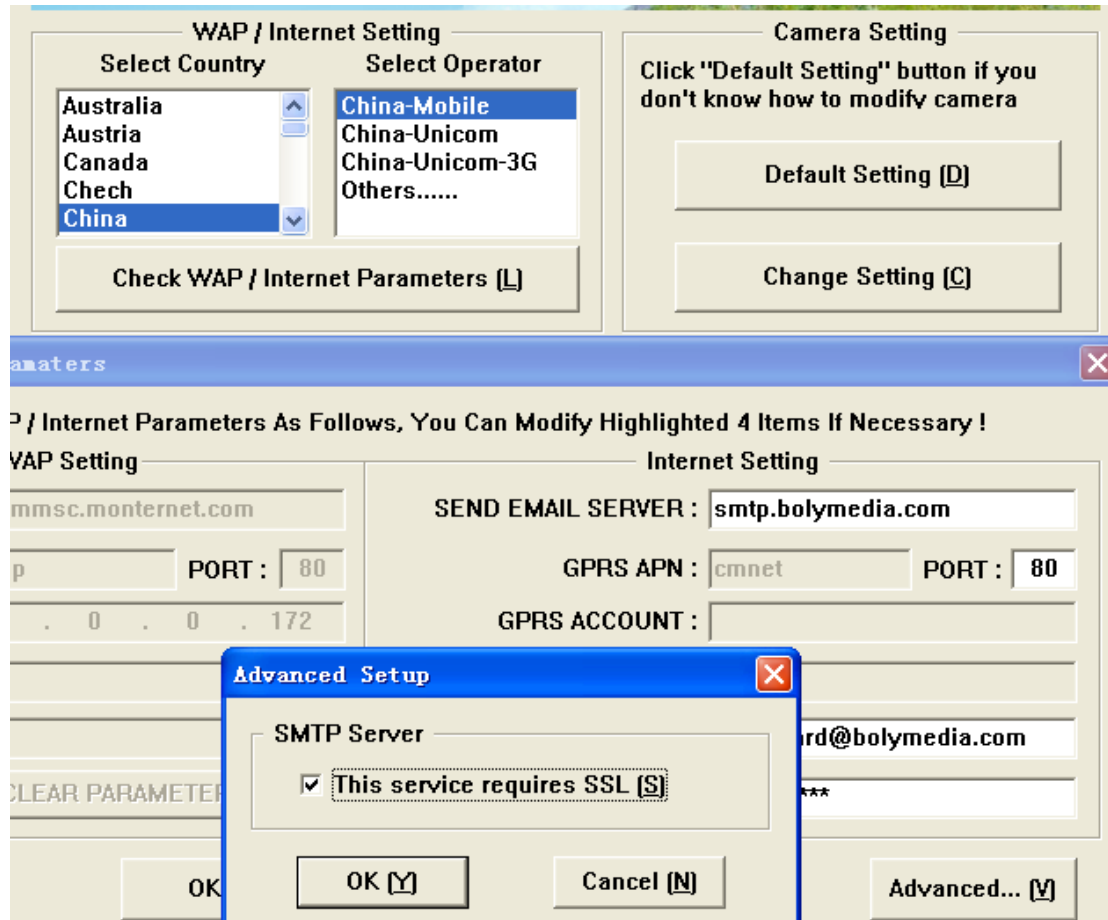 WAP / Internet Setting
Select Country
Select Operator
Australia
Austria
Canada
Chech
China
China-Mobile
China-Unicom
China-Unicom-3G
Others......
Check WAP / Internet Parameters (L)
Camera Setting
Click "Default Setting" button if you
don't know how to modify camera
Default Setting (D)
Change Setting (C)
amaters
P / Internet Parameters As Follows, You Can Modify Highlighted 4 Items If Necessary !
WAP Setting
mmsc.monternet.com
p PORT : 80
. 0 . 0 . 172
CLEAR PARAMETER
OK
Internet Setting
SEND EMAIL SERVER : smtp.bolymedia.com
GPRS APN : cmnet PORT : 80
GPRS ACCOUNT :
rd@bolymedia.com
***
Advanced... (V)
Advanced Setup
SMTP Server
This service requires SSL (S)
OK (Y)
Cancel (N)